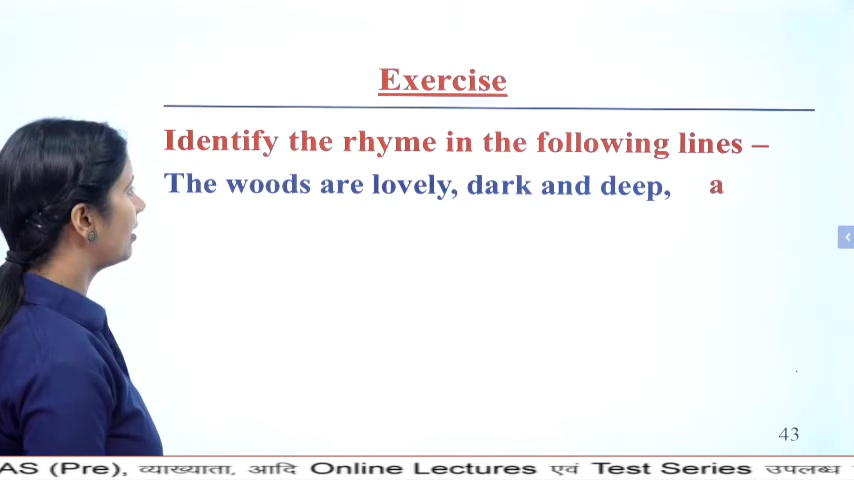 Exercise
Identify the rhyme in the following lines –
The woods are lovely, dark and deep, a
43
AS (Pre), व्याख्याता, आदि Online Lectures एवं Test Series उपलब्ध